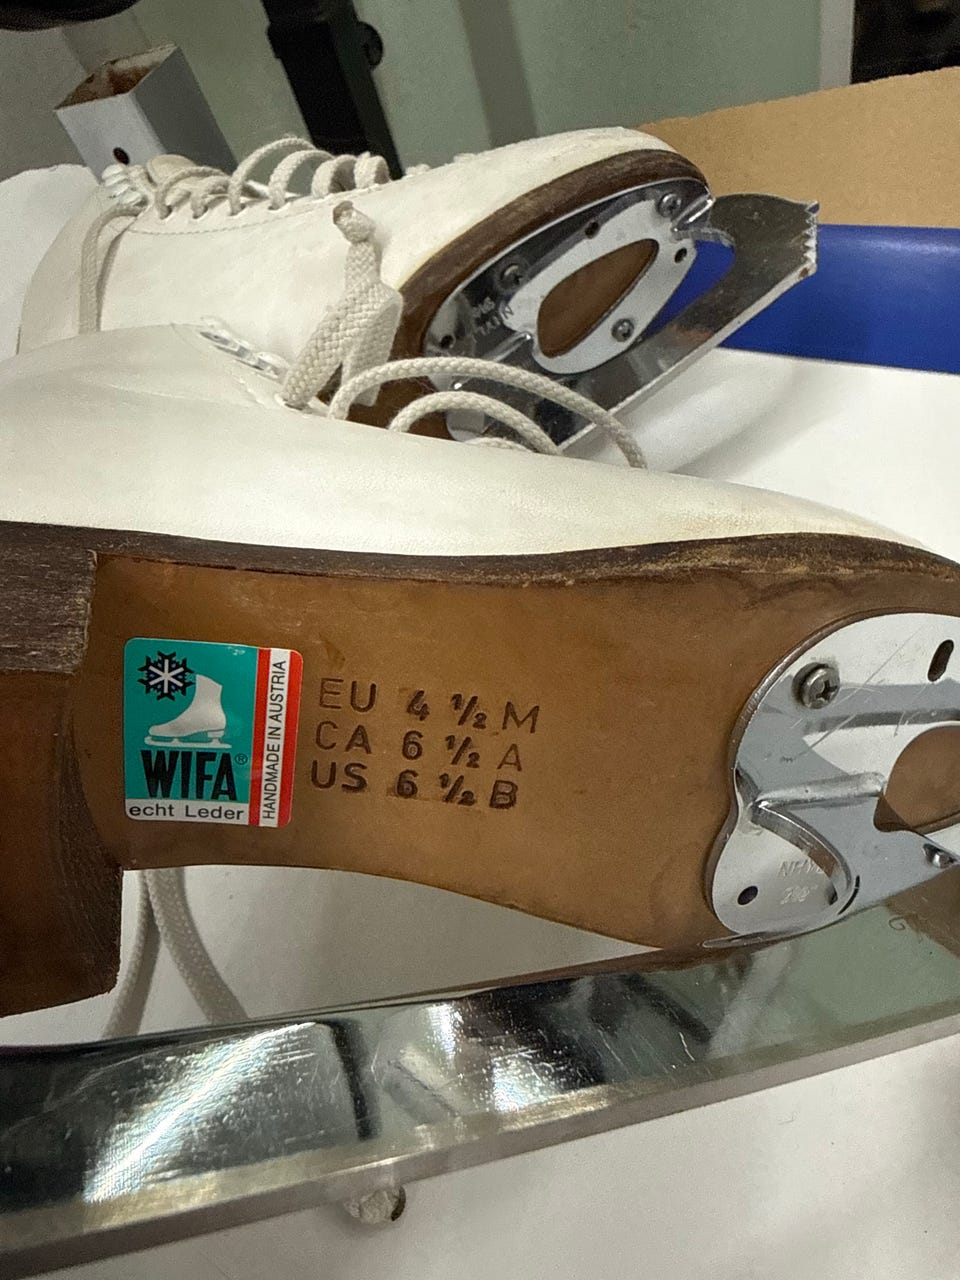 WIFA®
echt Leder
HANDMADE IN AUSTRIA
EU 4 ½ M
CA 6 ½ A
US 6 ½ B